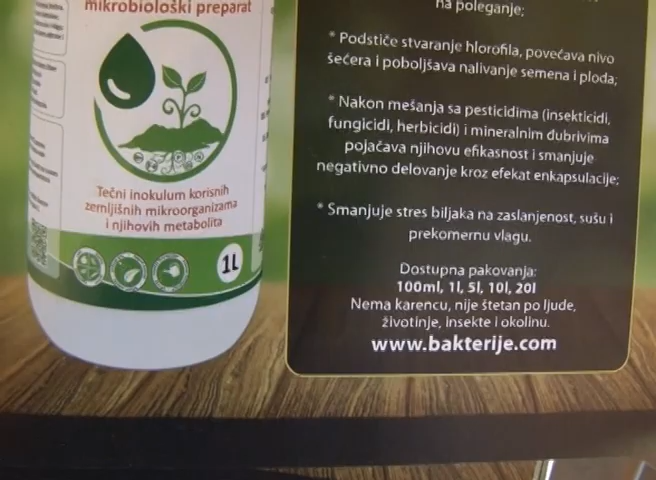 mikrobiološki preparat
Tečni inokulum korisnih
zemljišnih mikroorganizama
i njihovih metabolita
1L
na poleganje;
* Podstiče stvaranje hlorofila, povećava nivo
šećera i poboljšava nalivanje semena i ploda;
* Nakon mešanja sa pesticidima (insekticidi,
fungicidi, herbicidi) i mineralnim đubrivima
pojačava njihovu efikasnost i smanjuje
negativno delovanje kroz efekat enkapsulacije;
* Smanjuje stres biljaka na zaslanjenost, sušu i
prekomernu vlagu.
Dostupna pakovanja:
100ml, 1l, 5l, 10l, 20l
Nema karencu, nije štetan po ljude,
životinje, insekte i okolinu.
www.bakterije.com